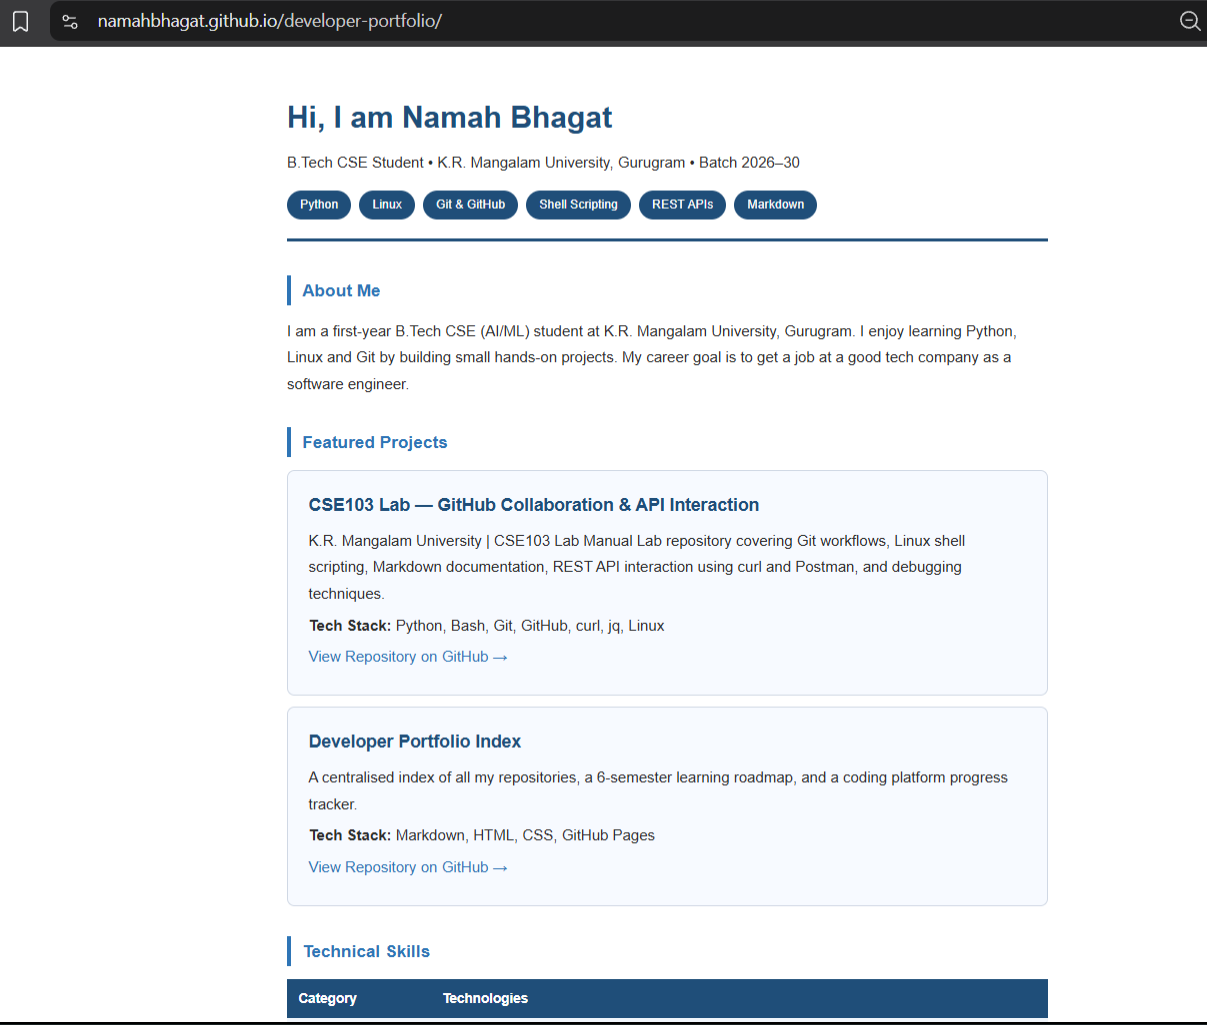 namahbhagat.github.io/developer-portfolio/
Hi, I am Namah Bhagat
B.Tech CSE Student • K.R. Mangalam University, Gurugram • Batch 2026–30
Python Linux Git & GitHub Shell Scripting REST APIs Markdown
About Me
I am a first-year B.Tech CSE (AI/ML) student at K.R. Mangalam University, Gurugram. I enjoy learning Python,
Linux and Git by building small hands-on projects. My career goal is to get a job at a good tech company as a
software engineer.
Featured Projects
CSE103 Lab — GitHub Collaboration & API Interaction
K.R. Mangalam University | CSE103 Lab Manual Lab repository covering Git workflows, Linux shell
scripting, Markdown documentation, REST API interaction using curl and Postman, and debugging
techniques.
Tech Stack: Python, Bash, Git, GitHub, curl, jq, Linux
View Repository on GitHub →
Developer Portfolio Index
A centralised index of all my repositories, a 6-semester learning roadmap, and a coding platform progress
tracker.
Tech Stack: Markdown, HTML, CSS, GitHub Pages
View Repository on GitHub →
Technical Skills
Category Technologies